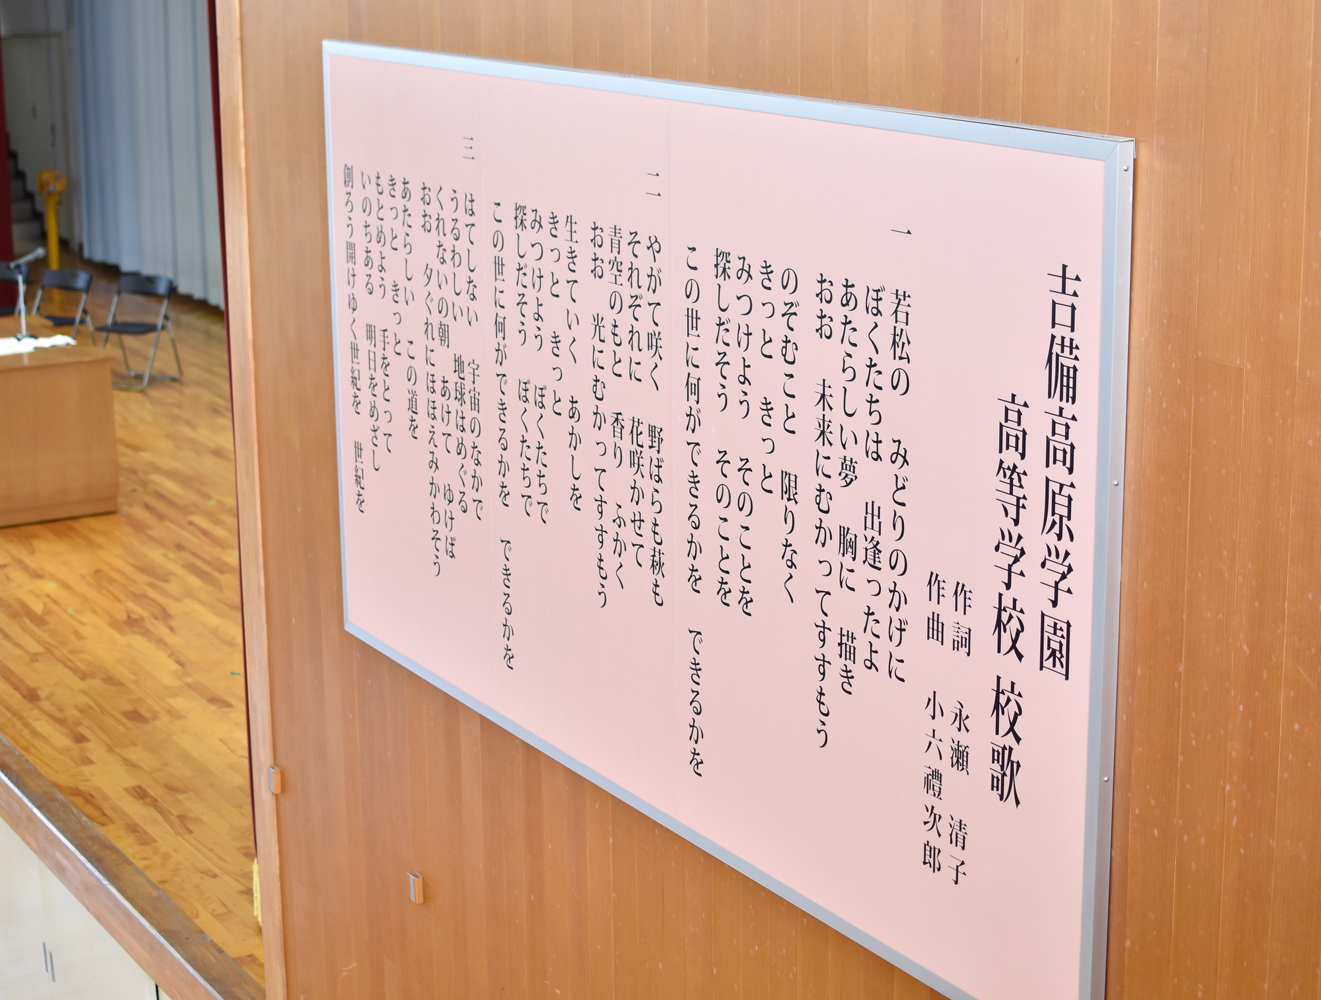 吉備高原学園
高等学校 校歌
作詞 永瀬 清子
作曲 小六禮次郎
一 若松の みどりのかげに
ぼくたちは 出逢ったよ
あたらしい夢 胸に 描き
おお 未来にむかってすすもう
のぞむこと 限りなく
きっと きっと
みつけよう そのことを
探しだそう そのことを
この世に何ができるかを できるかを
二 やがて咲く 野ばらも萩も
それぞれに 花咲かせて
青空のもと 香り ふかく
おお 光にむかってすすもう
生きていく あかしを
きっと きっと
みつけよう ぼくたちで
探しだそう ぼくたちで
この世に何ができるかを できるかを
三 はてしない 宇宙のなかで
うるわしい 地球はめぐる
くれないの朝 あけて ゆけば
おお 夕ぐれにほほえみかわそう
あたらしい この道を
きっと きっと
もとめよう 手をとって
いのちある 明日をめざし
創ろう開けゆく世紀を 世紀を